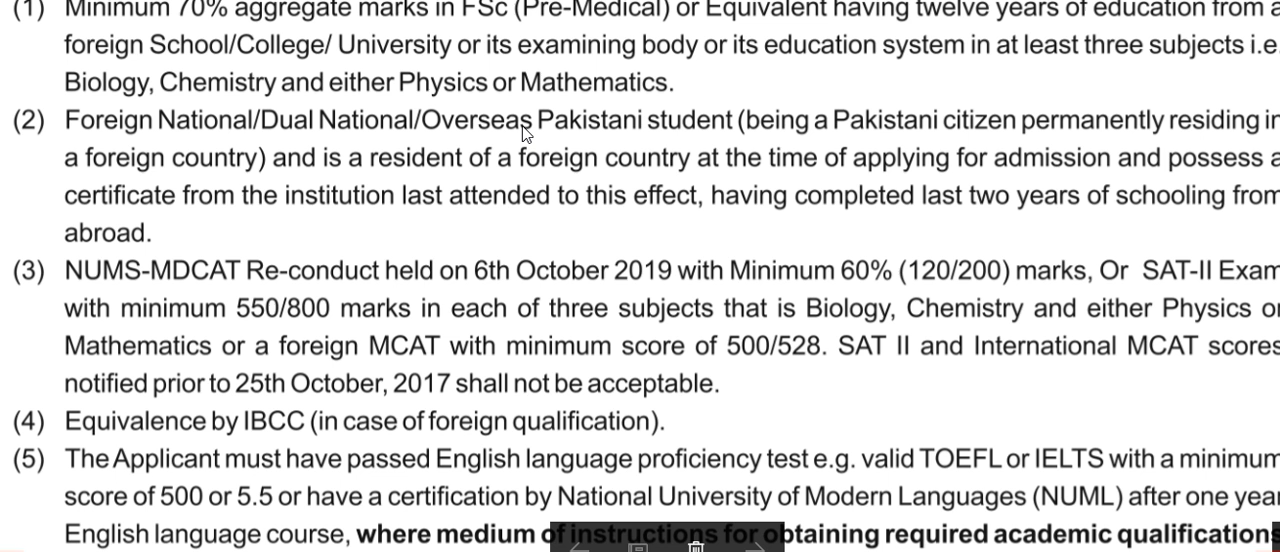 (1) Minimum 70% aggregate marks in FSc (Pre-Medical) or Equivalent having twelve years of education from a
foreign School/College/ University or its examining body or its education system in at least three subjects i.e
Biology, Chemistry and either Physics or Mathematics.
(2) Foreign National/Dual National/Overseas Pakistani student (being a Pakistani citizen permanently residing in
a foreign country) and is a resident of a foreign country at the time of applying for admission and possess a
certificate from the institution last attended to this effect, having completed last two years of schooling from
abroad.
(3) NUMS-MDCAT Re-conduct held on 6th October 2019 with Minimum 60% (120/200) marks, Or SAT-II Exam
with minimum 550/800 marks in each of three subjects that is Biology, Chemistry and either Physics or
Mathematics or a foreign MCAT with minimum score of 500/528. SAT II and International MCAT scores
notified prior to 25th October, 2017 shall not be acceptable.
(4) Equivalence by IBCC (in case of foreign qualification).
(5) The Applicant must have passed English language proficiency test e.g. valid TOEFL or IELTS with a minimum
score of 500 or 5.5 or have a certification by National University of Modern Languages (NUML) after one year
English language course, where medium of instructions for obtaining required academic qualification